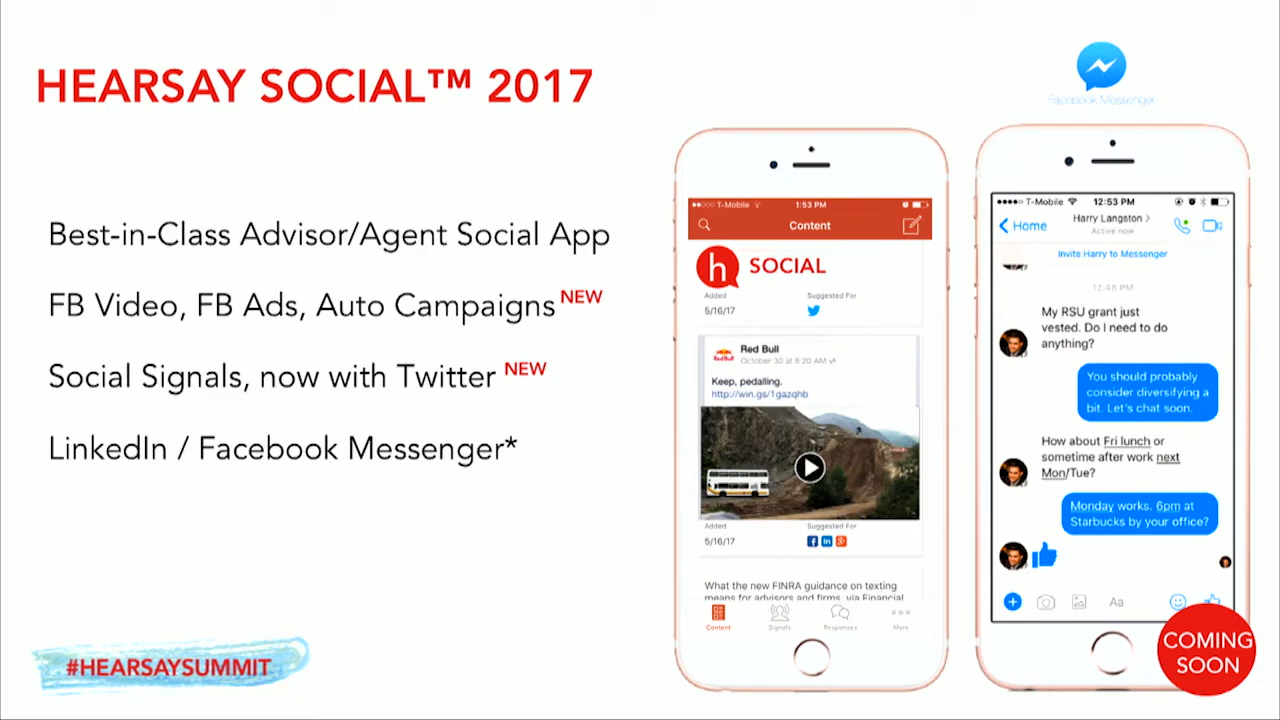 HEARSAY SOCIAL™ 2017
Best-in-Class Advisor/Agent Social App
FB Video, FB Ads, Auto Campaigns NEW
Social Signals, now with Twitter NEW
LinkedIn / Facebook Messenger*
#HEARSAYSUMMIT
T-Mobile 1:53 PM
Content
h SOCIAL
Added Suggested For
5/16/17
Red Bull
October 30 at 8:20 AM
Keep, pedalling.
http://win.gs/1gazqhb
Added Suggested For
5/16/17
What the new FINRA guidance on texting
means for advisors and firms, via Financial
Content Signals Responses More
Facebook Messenger
T-Mobile 12:53 PM
Home Harry Langston
Active now
Invite Harry to Messenger
12:48 PM
My RSU grant just
vested. Do I need to do
anything?
You should probably
consider diversifying a
bit. Let's chat soon.
How about Fri lunch or
sometime after work next
Mon/Tue?
Monday works. 6pm at
Starbucks by your office?
Aa
COMING
SOON